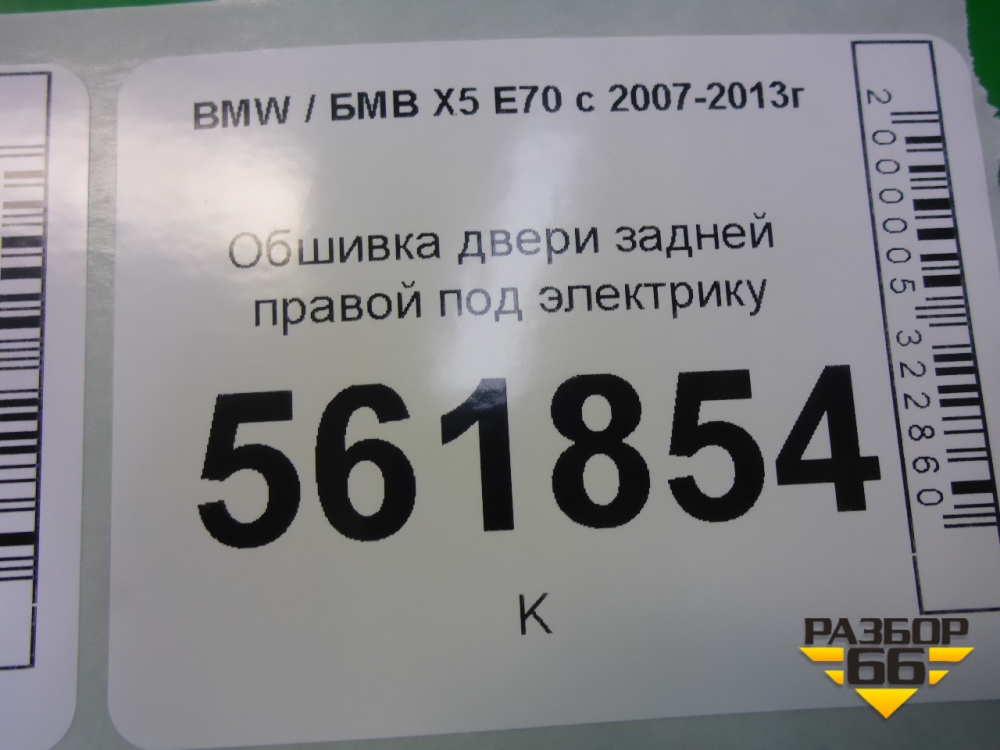 BMW / БМВ X5 E70 с 2007-2013г
Обшивка двери задней
правой под электрику
561854
К
2000005322860
РАЗБОР
66